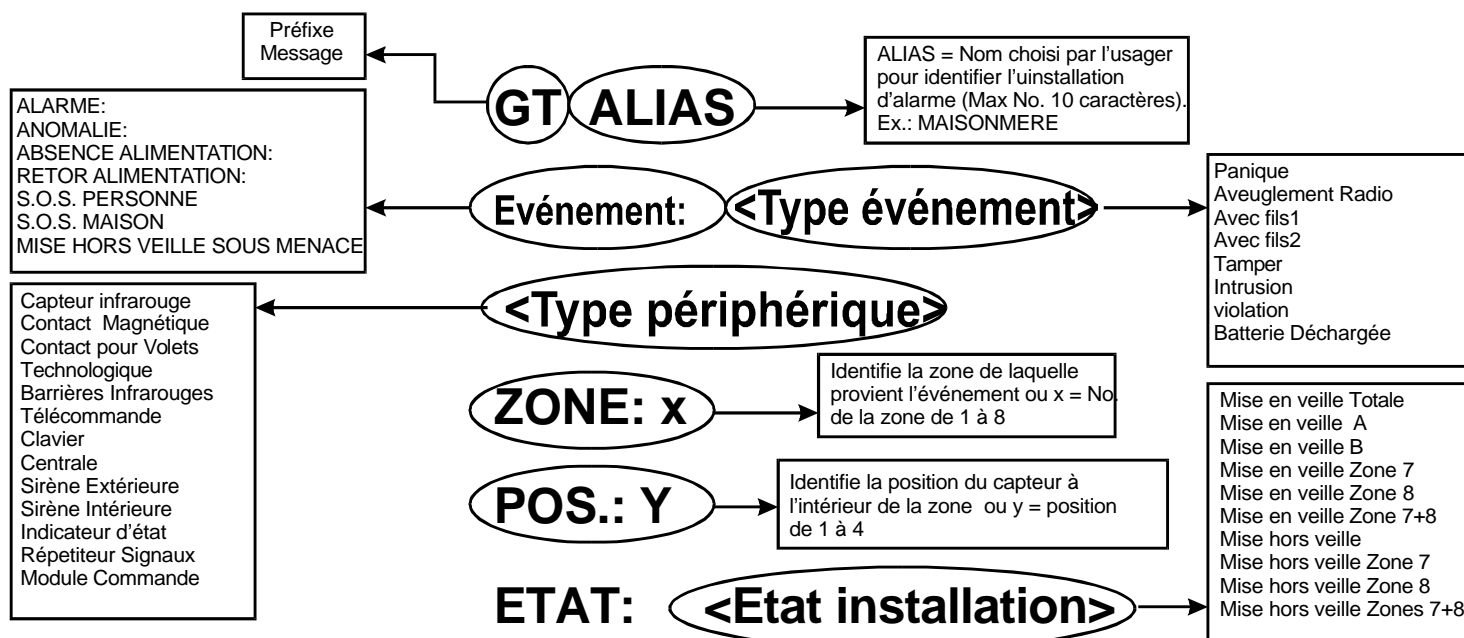 Préfixe
Message
GT ALIAS
ALIAS = Nom choisi par l'usager
pour identifier l'uinstallation
d'alarme (Max No. 10 caractères).
Ex.: MAISONMERE
ALARME:
ANOMALIE:
ABSENCE ALIMENTATION:
RETOR ALIMENTATION:
S.O.S. PERSONNE
S.O.S. MAISON
MISE HORS VEILLE SOUS MENACE
Evénement: <Type événement>
Panique
Aveuglement Radio
Avec fils1
Avec fils2
Tamper
Intrusion
violation
Batterie Déchargée
<Type périphérique>
Capteur infrarouge
Contact Magnétique
Contact pour Volets
Technologique
Barrières Infrarouges
Télécommande
Clavier
Centrale
Sirène Extérieure
Sirène Intérieure
Indicateur d'état
Répetiteur Signaux
Module Commande
ZONE: x
Identifie la zone de laquelle
provient l'événement ou x = No.
de la zone de 1 à 8
POS.: Y
Identifie la position du capteur à
l'intérieur de la zone ou y = position
de 1 à 4
ETAT: <Etat installation>
Mise en veille Totale
Mise en veille A
Mise en veille B
Mise en veille Zone 7
Mise en veille Zone 8
Mise en veille Zone 7+8
Mise hors veille
Mise hors veille Zone 7
Mise hors veille Zone 8
Mise hors veille Zones 7+8